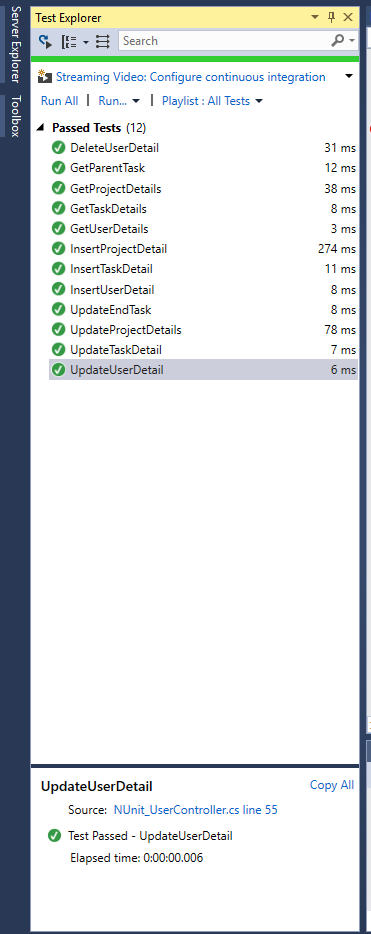 Server Explorer
Toolbox
Test Explorer
Search
Streaming Video: Configure continuous integration
Run All | Run... | Playlist : All Tests
Passed Tests (12)
DeleteUserDetail 31 ms
GetParentTask 12 ms
GetProjectDetails 38 ms
GetTaskDetails 8 ms
GetUserDetails 3 ms
InsertProjectDetail 274 ms
InsertTaskDetail 11 ms
InsertUserDetail 8 ms
UpdateEndTask 8 ms
UpdateProjectDetails 78 ms
UpdateTaskDetail 7 ms
UpdateUserDetail 6 ms
UpdateUserDetail Copy All
Source: NUnit_UserController.cs line 55
Test Passed - UpdateUserDetail
Elapsed time: 0:00:00.006